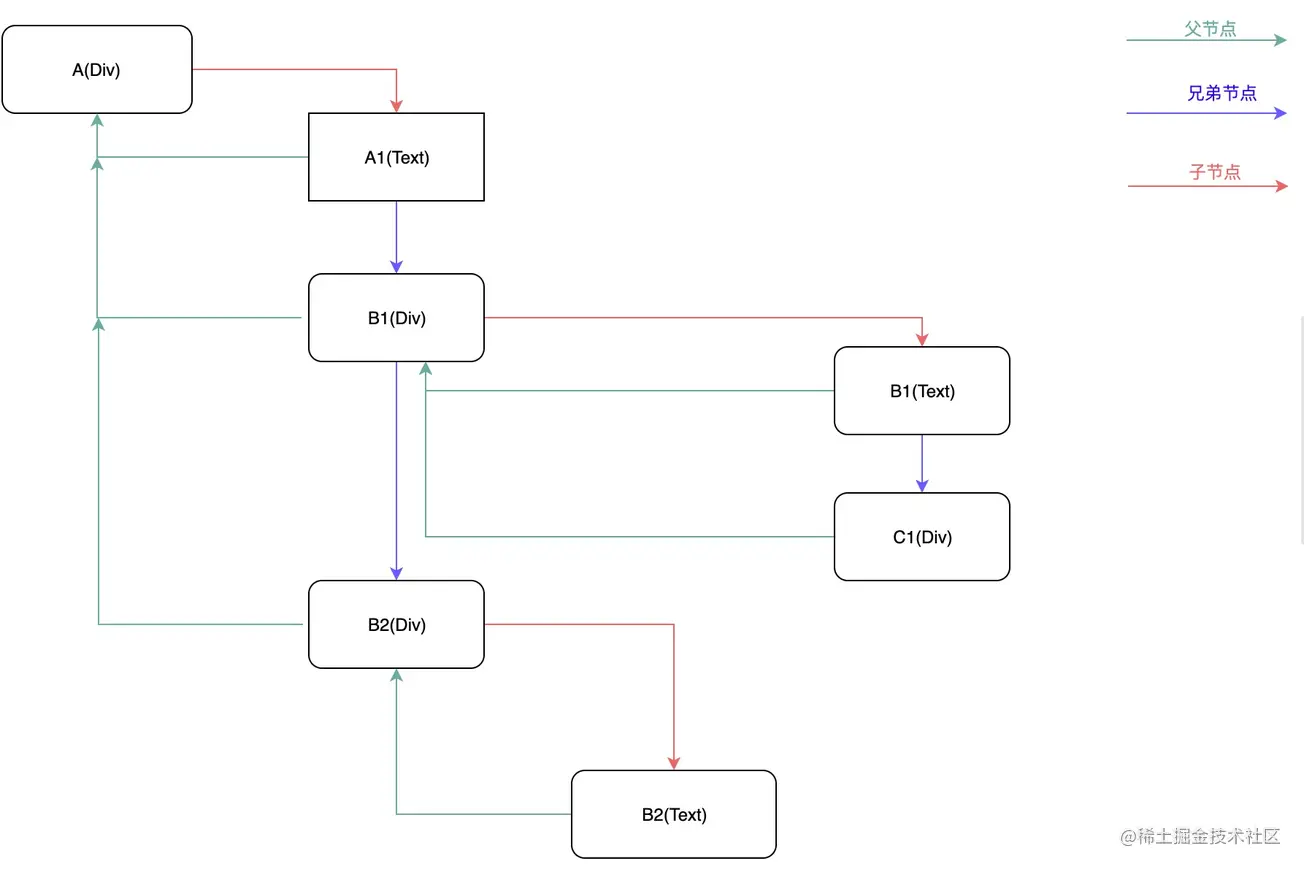 父节点
A(Div)
兄弟节点
A1(Text)
子节点
B1(Div)
B1(Text)
C1(Div)
B2(Div)
B2(Text)
@稀土掘金技术社区